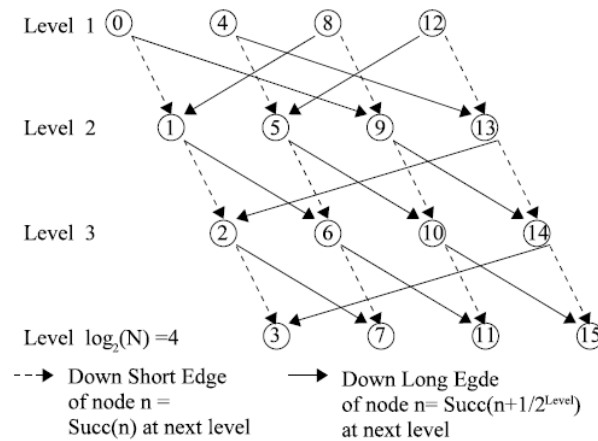 Level 1 0 4 8 12
Level 2 1 5 9 13
Level 3 2 6 10 14
Level log₂(N) =4 3 7 11 15
Down Short Edge
of node n =
Succ(n) at next level
Down Long Egde
of node n= Succ(n+1/2^Level)
at next level